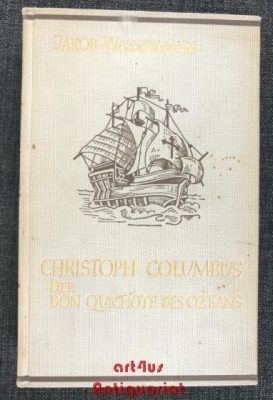 JAKOB WASSERMANN
CHRISTOPH COLUMBUS
DER
DON QUICHOTE DES OZEANS
art4us
Antiquariat